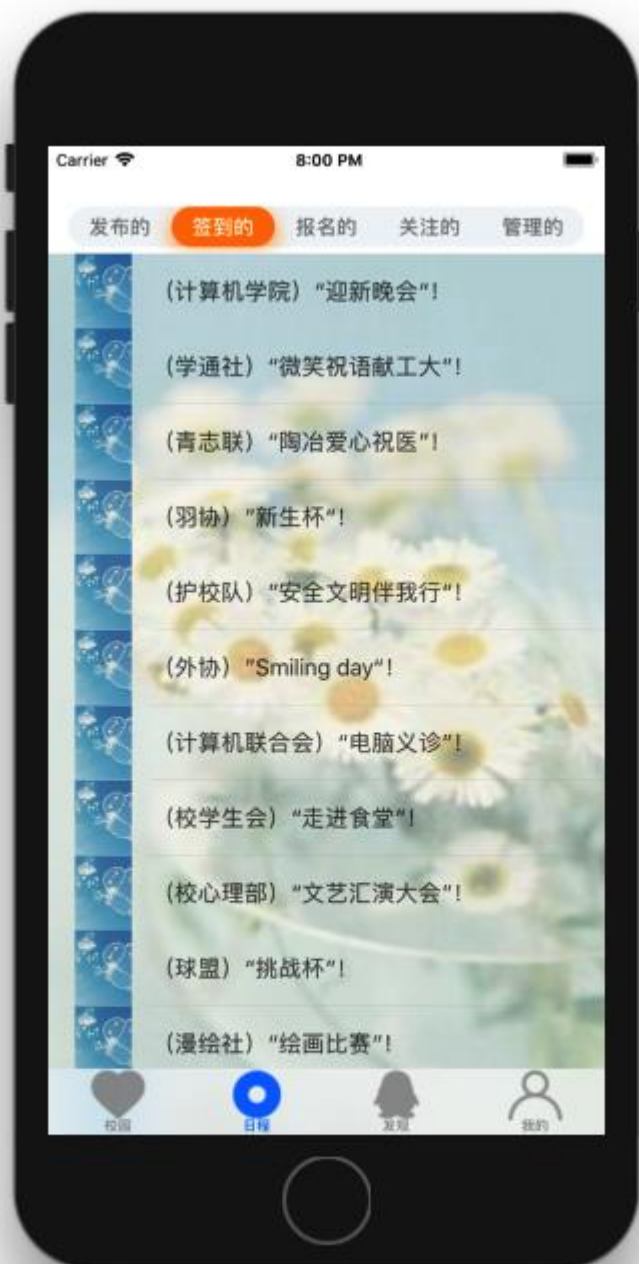 Carrier 8:00 PM
发布的 签到的 报名的 关注的 管理的
(计算机学院)“迎新晚会“!
(学通社)“微笑祝语献工大“!
(青志联)“陶冶爱心祝医“!
(羽协)”新生杯“!
(护校队)“安全文明伴我行“!
(外协)”Smiling day“!
(计算机联合会)“电脑义诊“!
(校学生会)“走进食堂“!
(校心理部)“文艺汇演大会“!
(球盟)“挑战杯“!
(漫绘社)“绘画比赛“!
校园 日程 发现 我的